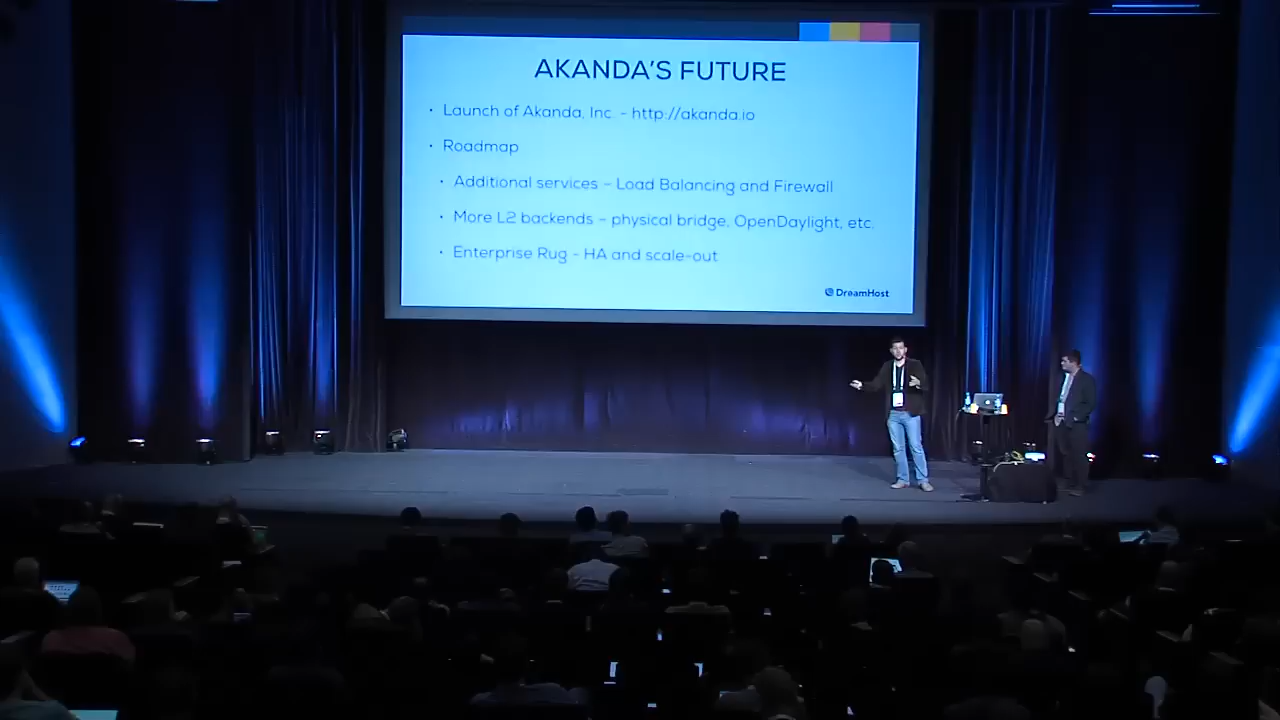 AKANDA'S FUTURE
• Launch of Akanda, Inc. - http://akanda.io
• Roadmap
• Additional services – Load Balancing and Firewall
• More L2 backends – physical bridge, OpenDaylight, etc.
• Enterprise Rug - HA and scale-out
DreamHost